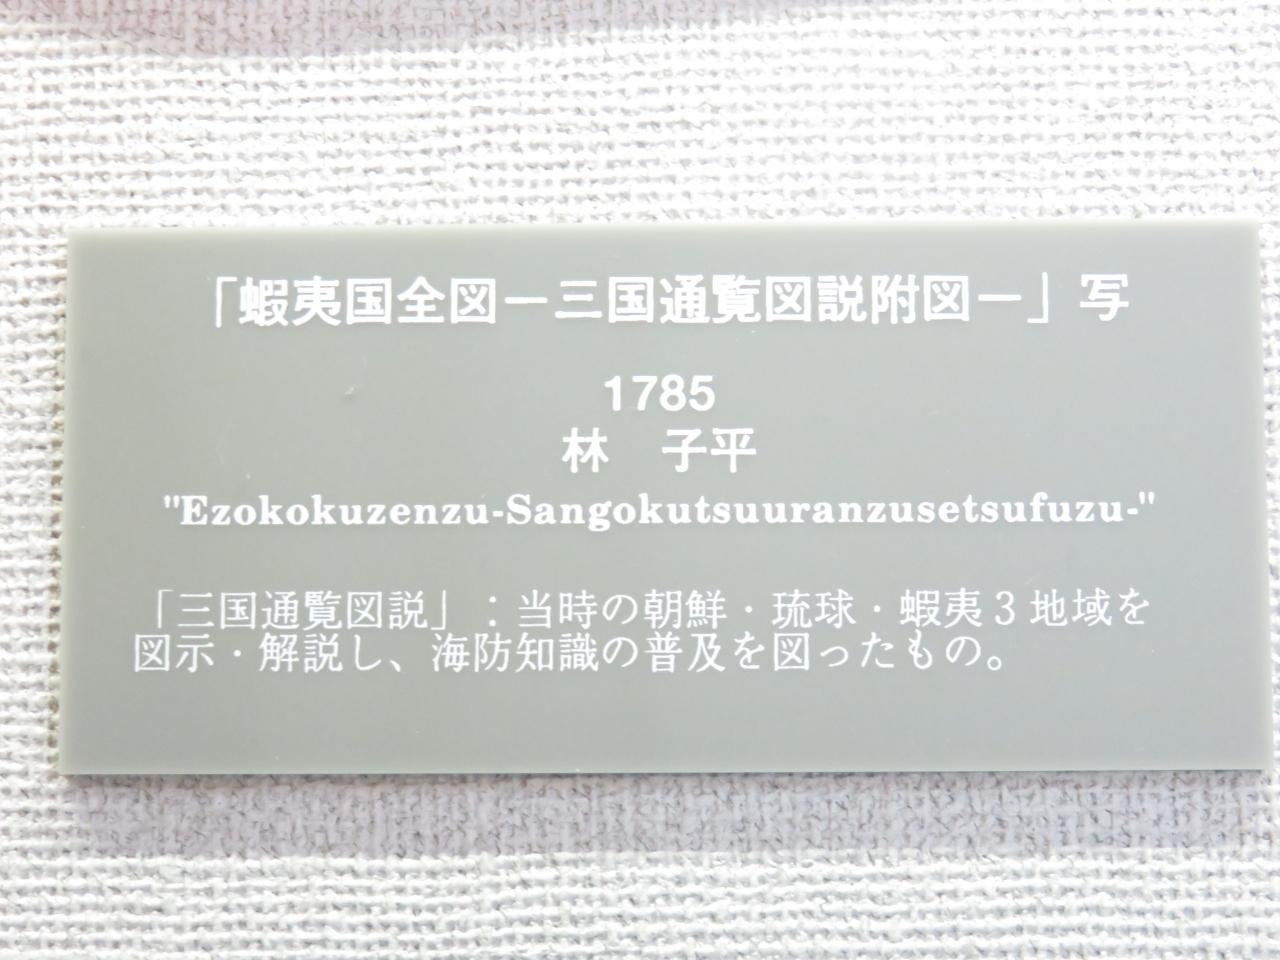 「蝦夷国全図－三国通覧図説附図－」写
1785
林　子平
"Ezokokuzenzu-Sangokutsuuranzusetsufuzu-"
「三国通覧図説」：当時の朝鮮・琉球・蝦夷3地域を
図示・解説し、海防知識の普及を図ったもの。